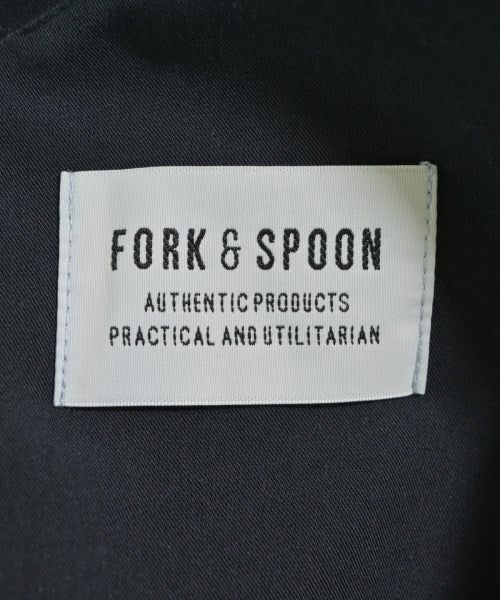 FORK & SPOON
AUTHENTIC PRODUCTS
PRACTICAL AND UTILITARIAN